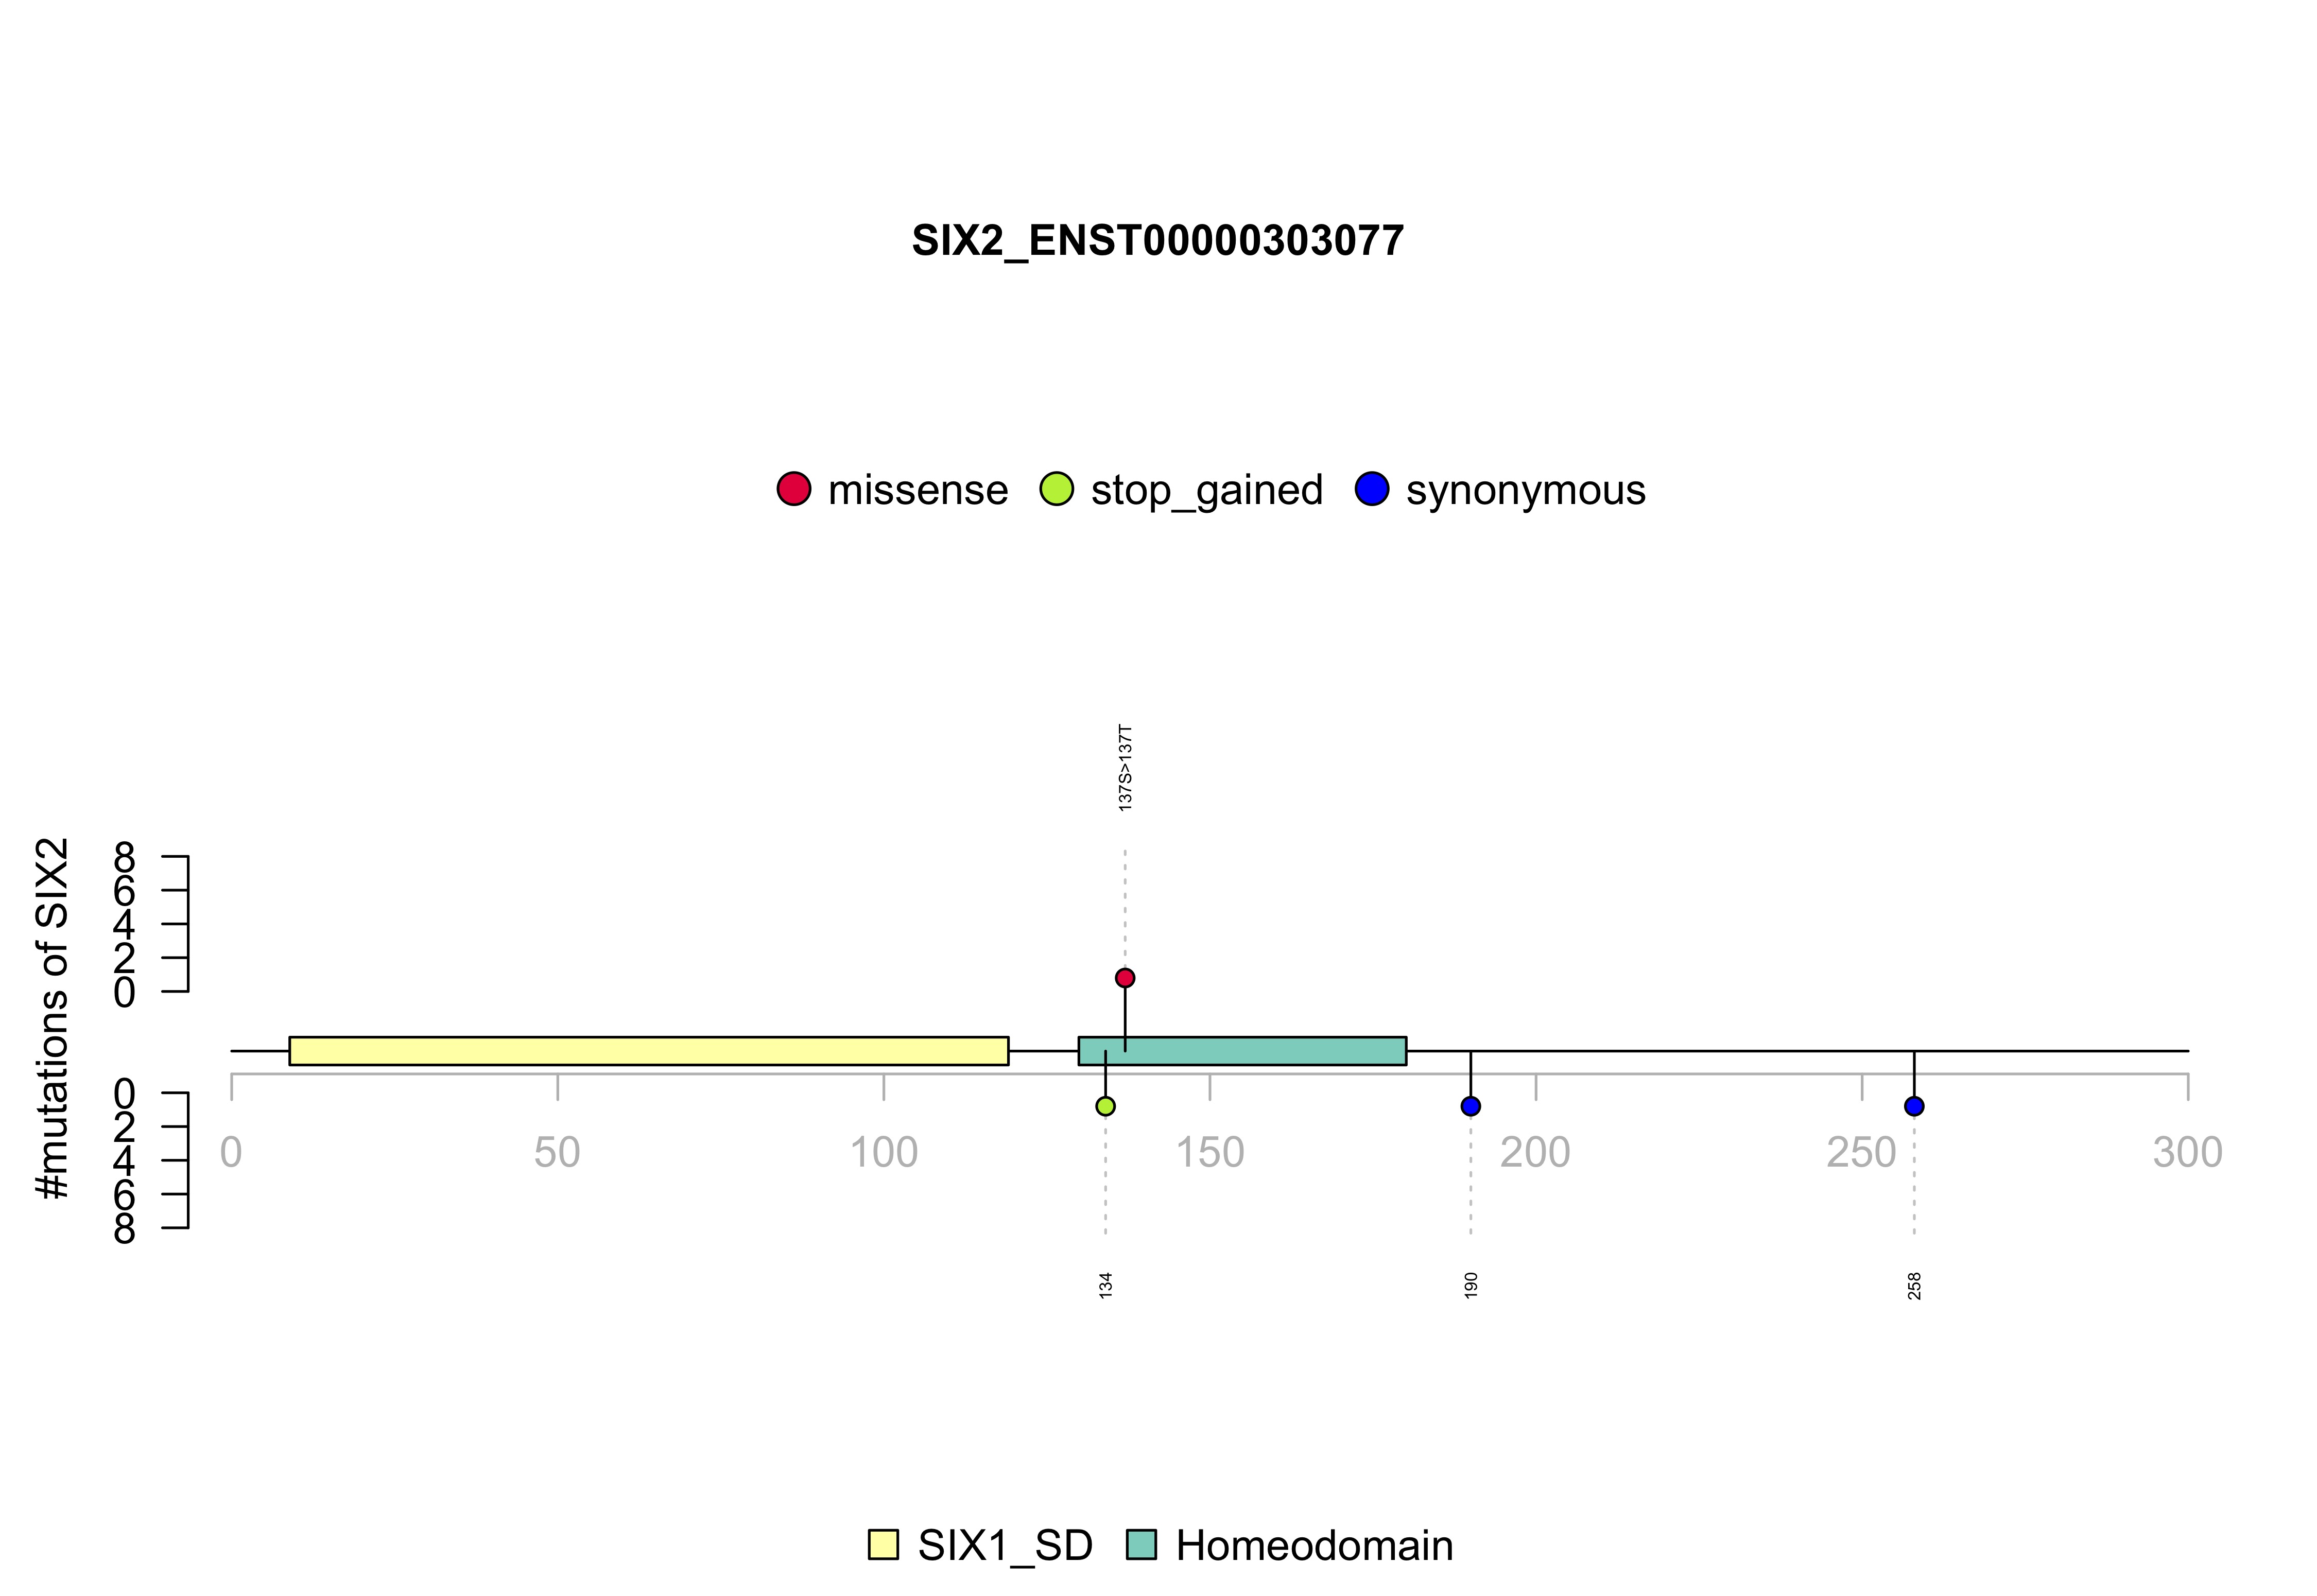 SIX2_ENST00000303077
missense stop_gained synonymous
137S>137T
#mutations of SIX2
8
6
4
2
0
0
2
4
6
8
0 50 100 150 200 250 300
134 190 258
SIX1_SD Homeodomain